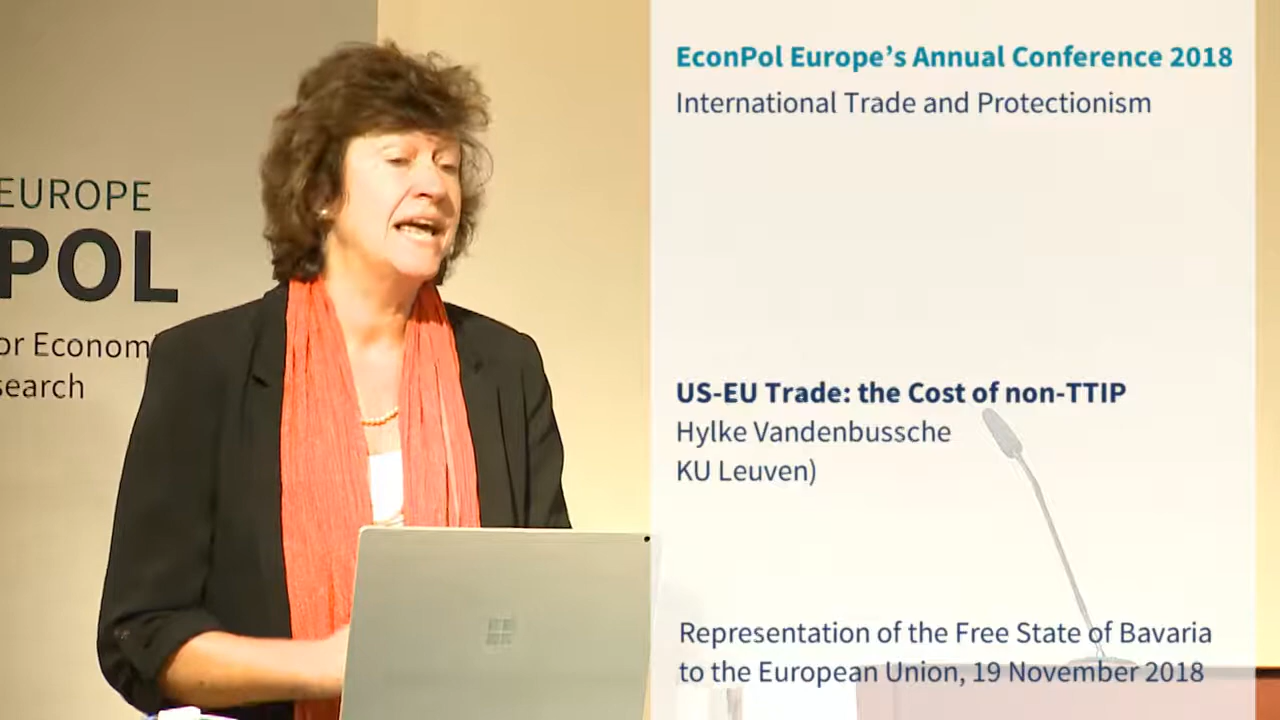 EUROPE
POL
or Econom
search
EconPol Europe's Annual Conference 2018
International Trade and Protectionism
US-EU Trade: the Cost of non-TTIP
Hylke Vandenbussche
KU Leuven)
Representation of the Free State of Bavaria
to the European Union, 19 November 2018